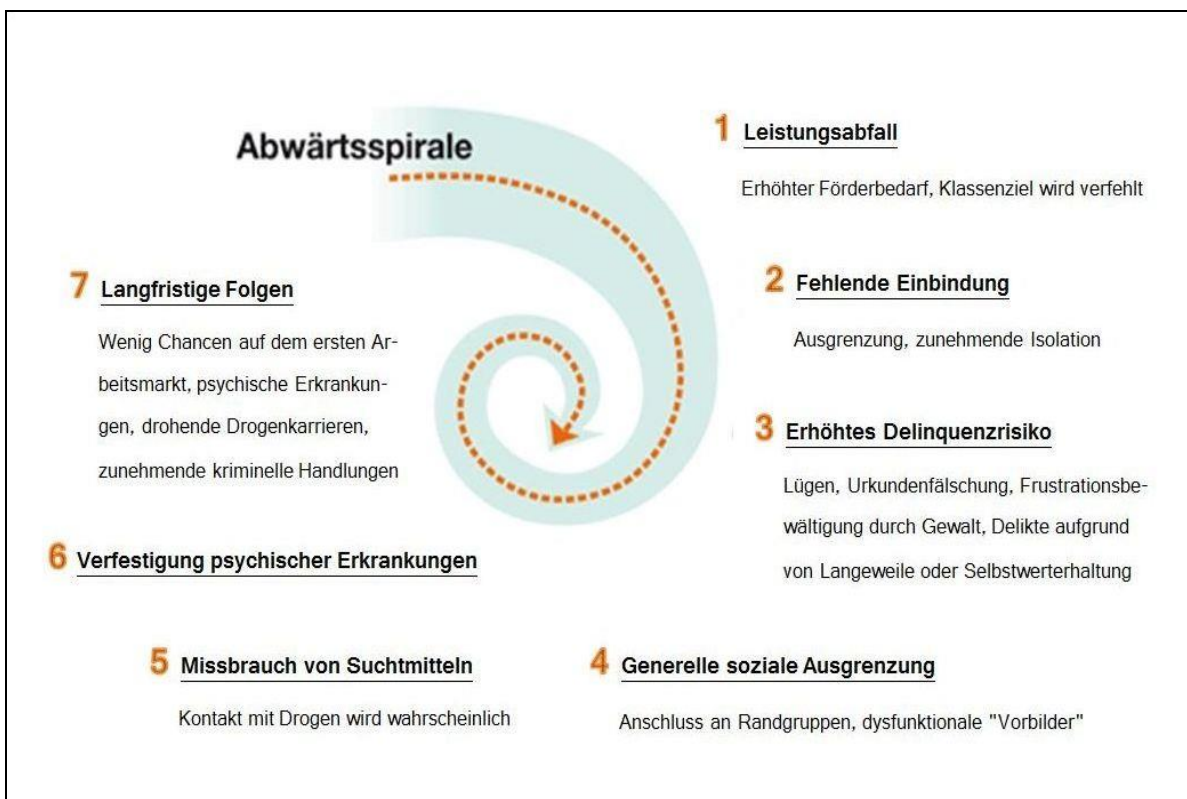 Abwärtsspirale
1 Leistungsabfall
Erhöhter Förderbedarf, Klassenziel wird verfehlt
2 Fehlende Einbindung
Ausgrenzung, zunehmende Isolation
3 Erhöhtes Delinquenzrisiko
Lügen, Urkundenfälschung, Frustrationsbe-
wältigung durch Gewalt, Delikte aufgrund
von Langeweile oder Selbstwerterhaltung
4 Generelle soziale Ausgrenzung
Anschluss an Randgruppen, dysfunktionale "Vorbilder"
5 Missbrauch von Suchtmitteln
Kontakt mit Drogen wird wahrscheinlich
6 Verfestigung psychischer Erkrankungen
7 Langfristige Folgen
Wenig Chancen auf dem ersten Ar-
beitsmarkt, psychische Erkrankun-
gen, drohende Drogenkarrieren,
zunehmende kriminelle Handlungen